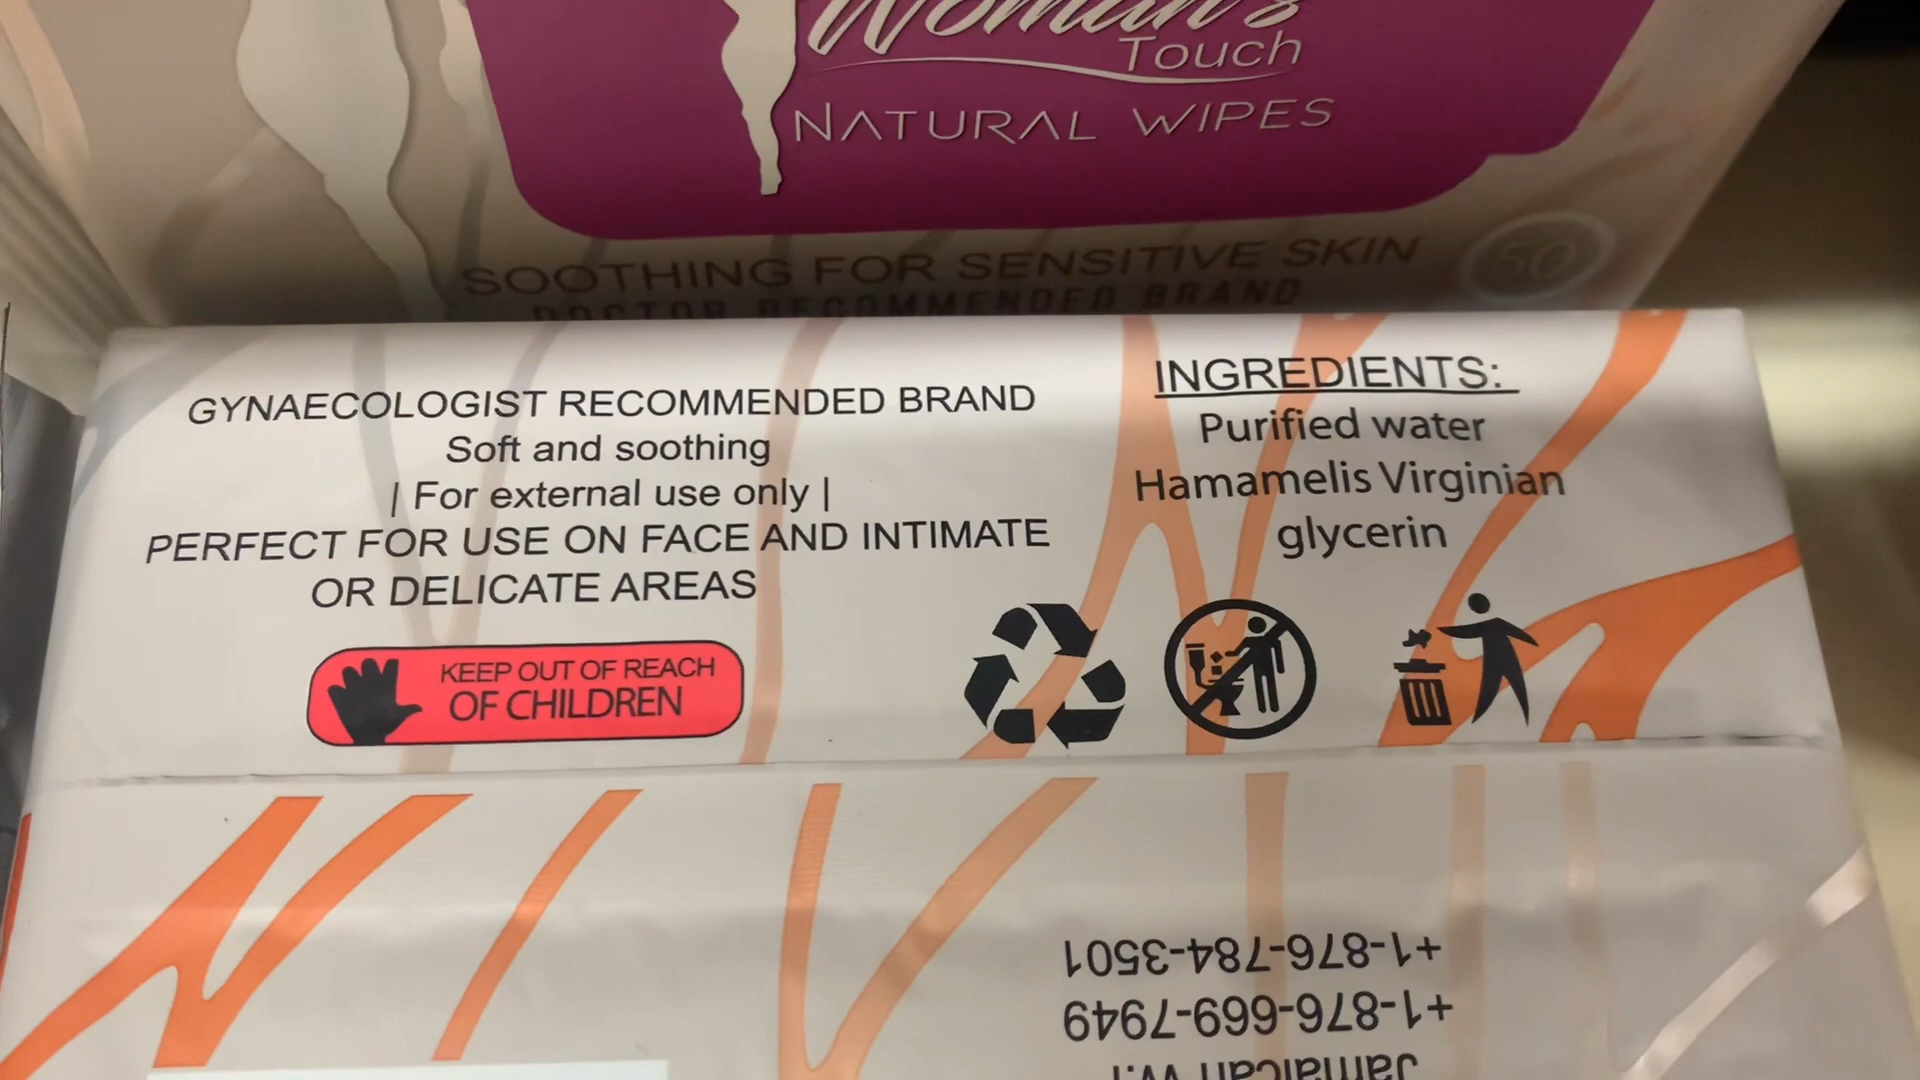 Woman's
Touch
NATURAL WIPES
SOOTHING FOR SENSITIVE SKIN
50
DOCTOR RECOMMENDED BRAND
GYNAECOLOGIST RECOMMENDED BRAND
Soft and soothing
| For external use only |
PERFECT FOR USE ON FACE AND INTIMATE
OR DELICATE AREAS
KEEP OUT OF REACH
OF CHILDREN
INGREDIENTS:
Purified water
Hamamelis Virginian
glycerin
Jamaican W.I
+1-876-669-7949
+1-876-784-3501